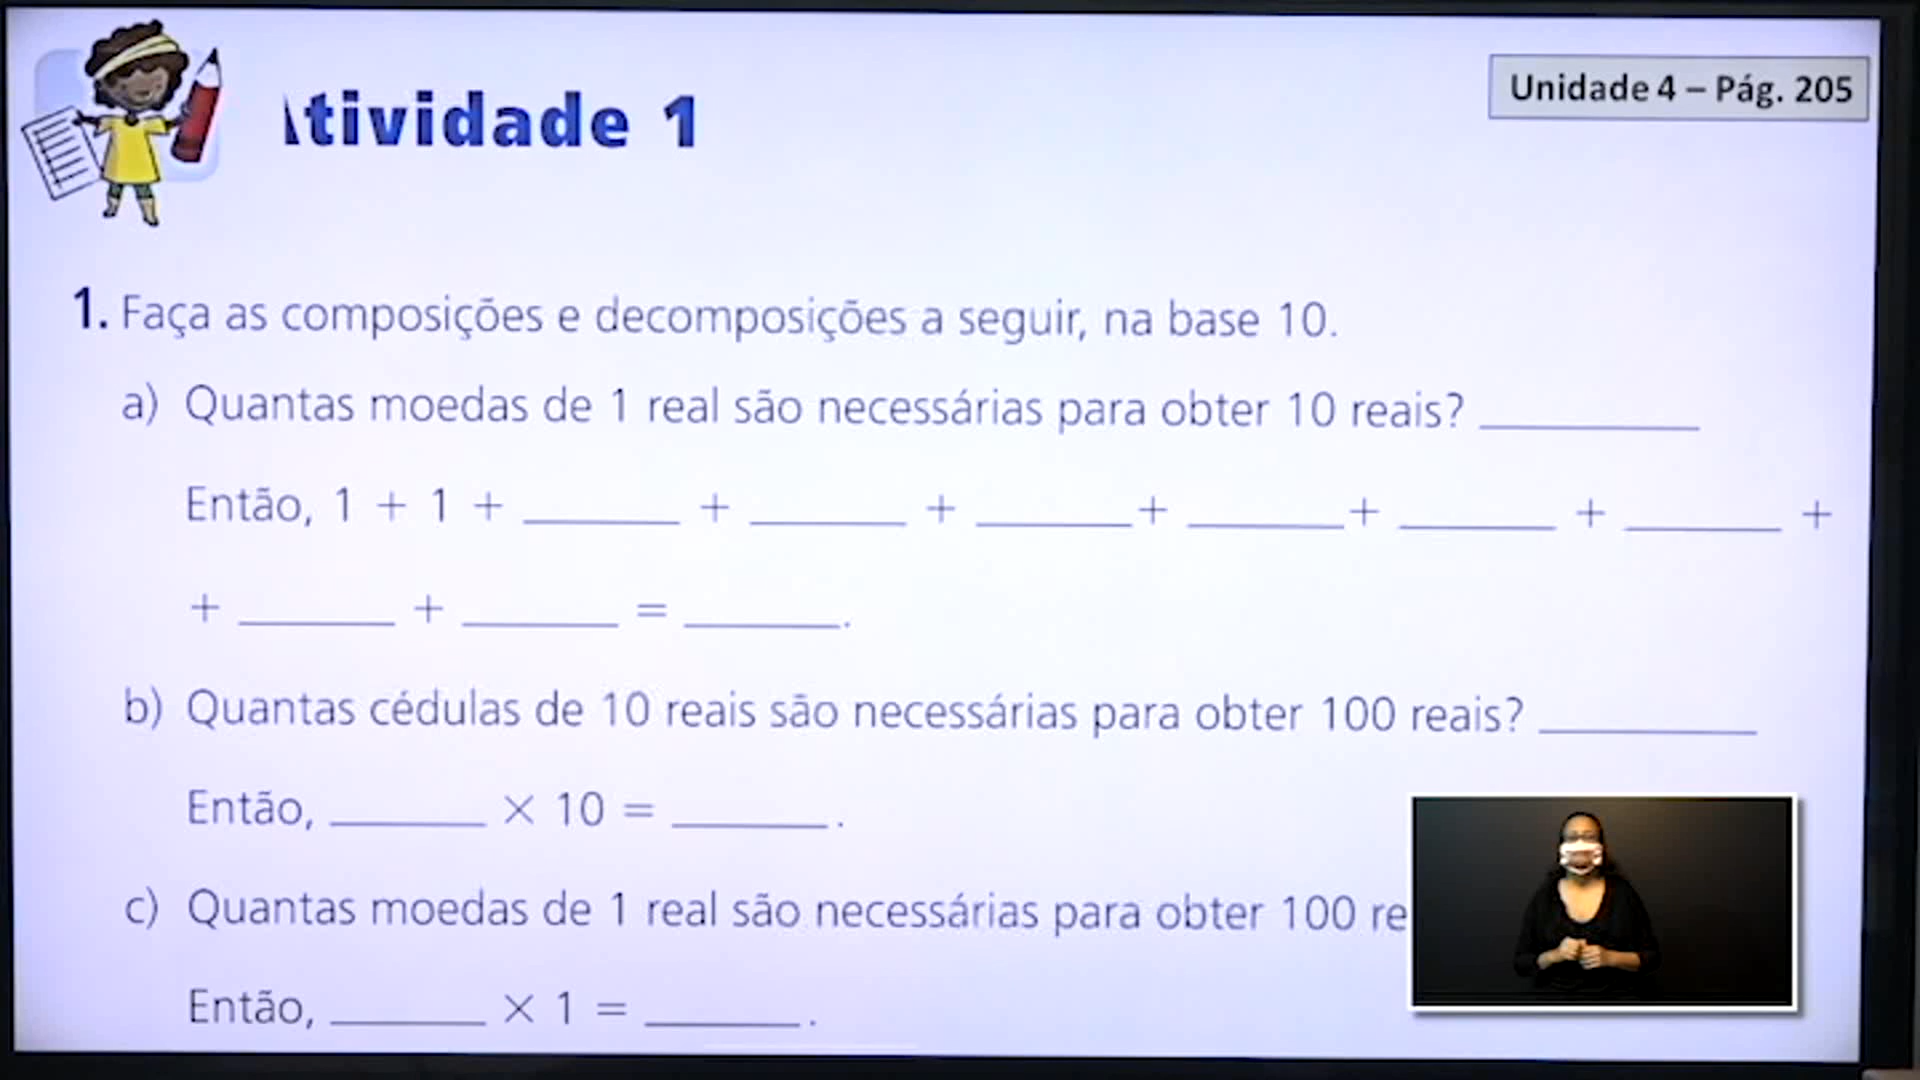 Atividade 1
Unidade 4 – Pág. 205
1. Faça as composições e decomposições a seguir, na base 10.
a) Quantas moedas de 1 real são necessárias para obter 10 reais? ________
Então, 1 + 1 + ______ + ______ + ______ + ______ + ______ + ______ +
+ ______ + ______ = ______.
b) Quantas cédulas de 10 reais são necessárias para obter 100 reais? ________
Então, ______ × 10 = ______.
c) Quantas moedas de 1 real são necessárias para obter 100 re
Então, ______ × 1 = ______.